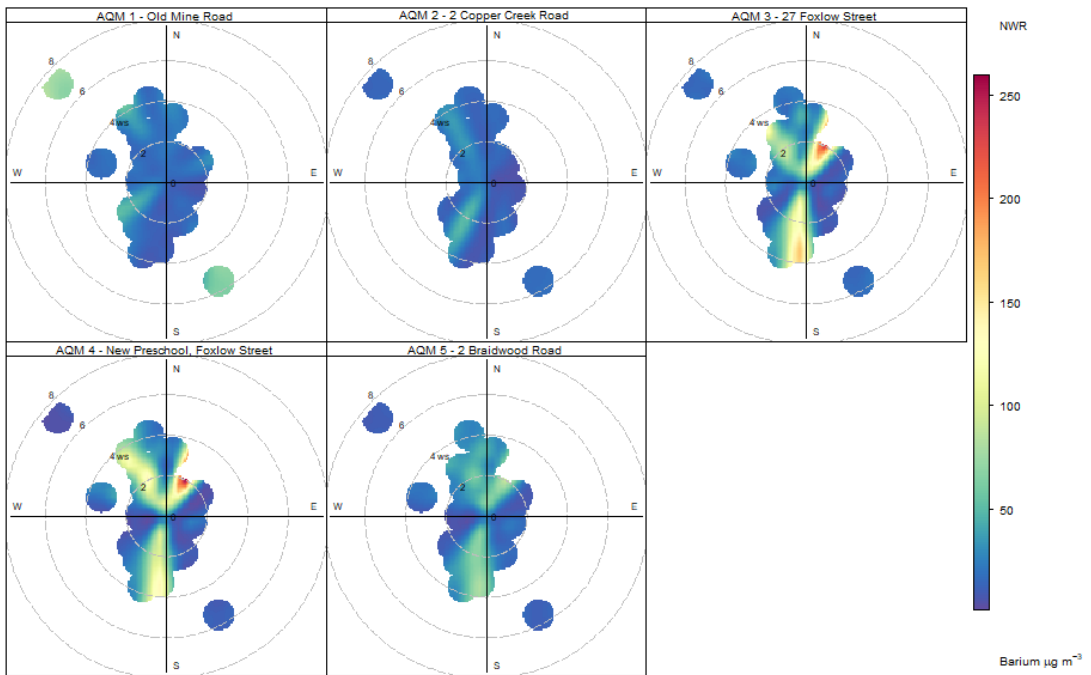 AQM 1 - Old Mine Road
N
8
6
4 ws
2
0
W
E
S
AQM 2 - 2 Copper Creek Road
N
8
6
4 ws
2
0
W
E
S
AQM 3 - 27 Foxlow Street
N
8
6
4 ws
2
0
W
E
S
NWR
250
200
150
100
50
Barium μg m⁻³
AQM 4 - New Preschool, Foxlow Street
N
8
6
4 ws
2
0
W
E
S
AQM 5 - 2 Braidwood Road
N
8
6
4 ws
2
0
W
E
S